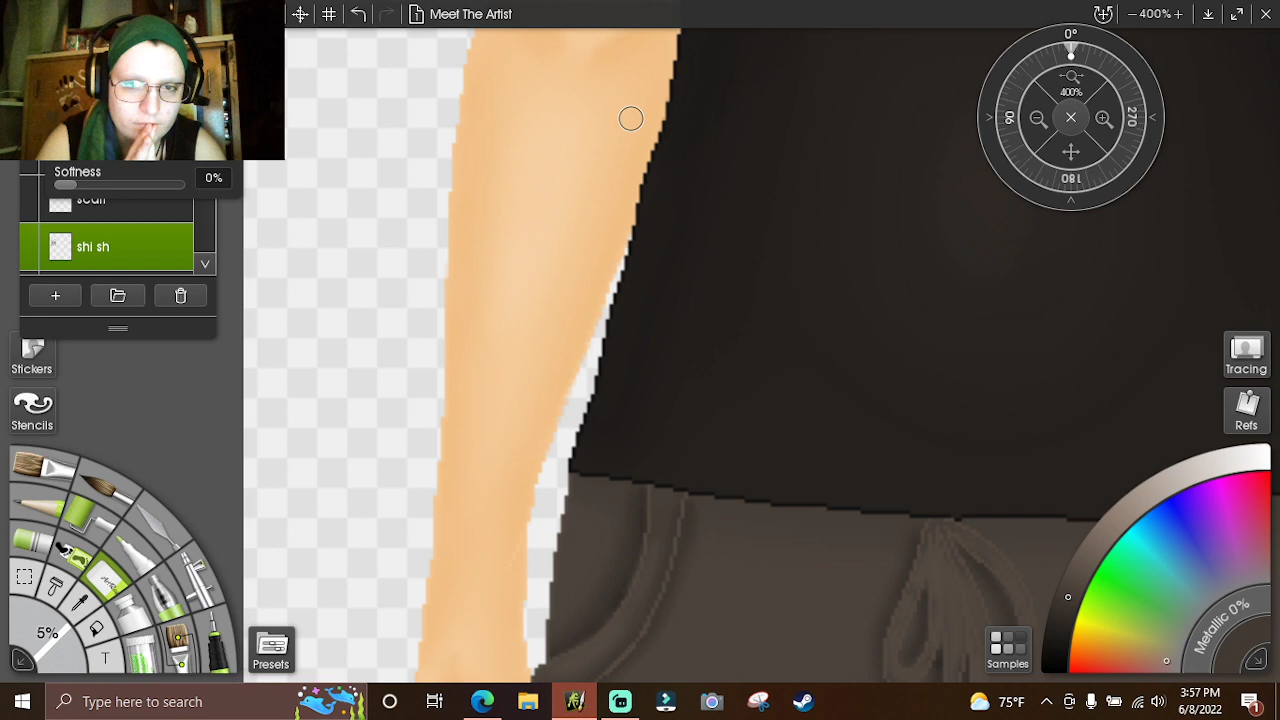 Meet The Artist
400%
0°
400%
90
270
180
Softness
0%
shi sh
Stickers
Stencils
Tracing
Refs
5%
T
Presets
Samples
Metallic 0%
Type here to search
75°F
3:57 PM
6/8/2022
1